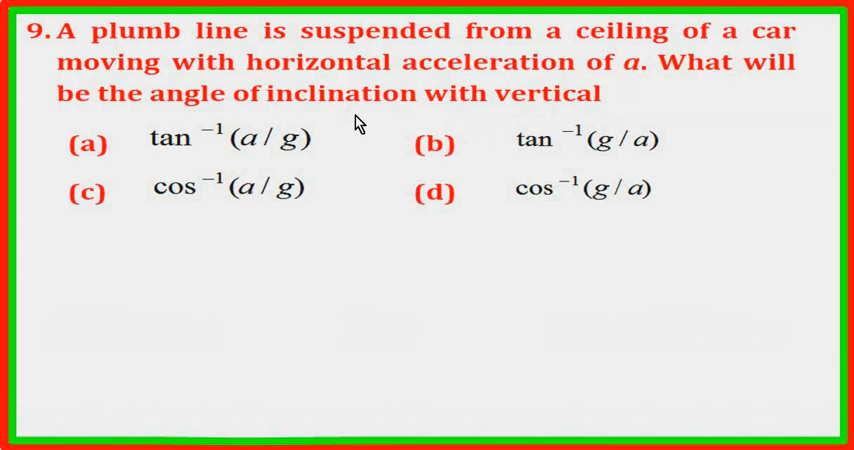 9. A plumb line is suspended from a ceiling of a car
moving with horizontal acceleration of a. What will
be the angle of inclination with vertical
(a) tan⁻¹(a / g) (b) tan⁻¹(g / a)
(c) cos⁻¹(a / g) (d) cos⁻¹(g / a)